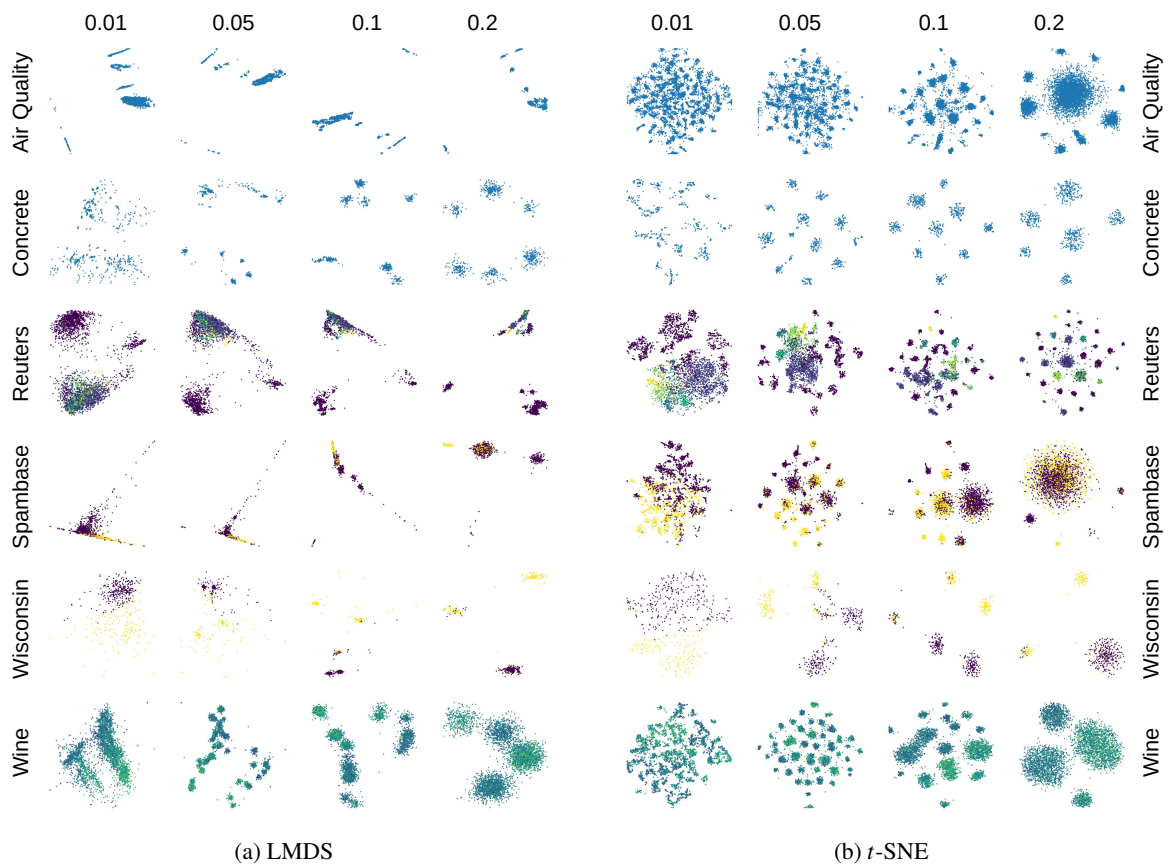 0.01 0.05 0.1 0.2 0.01 0.05 0.1 0.2
Air Quality Air Quality
Concrete Concrete
Reuters Reuters
Spambase Spambase
Wisconsin Wisconsin
Wine Wine
(a) LMDS (b) t-SNE